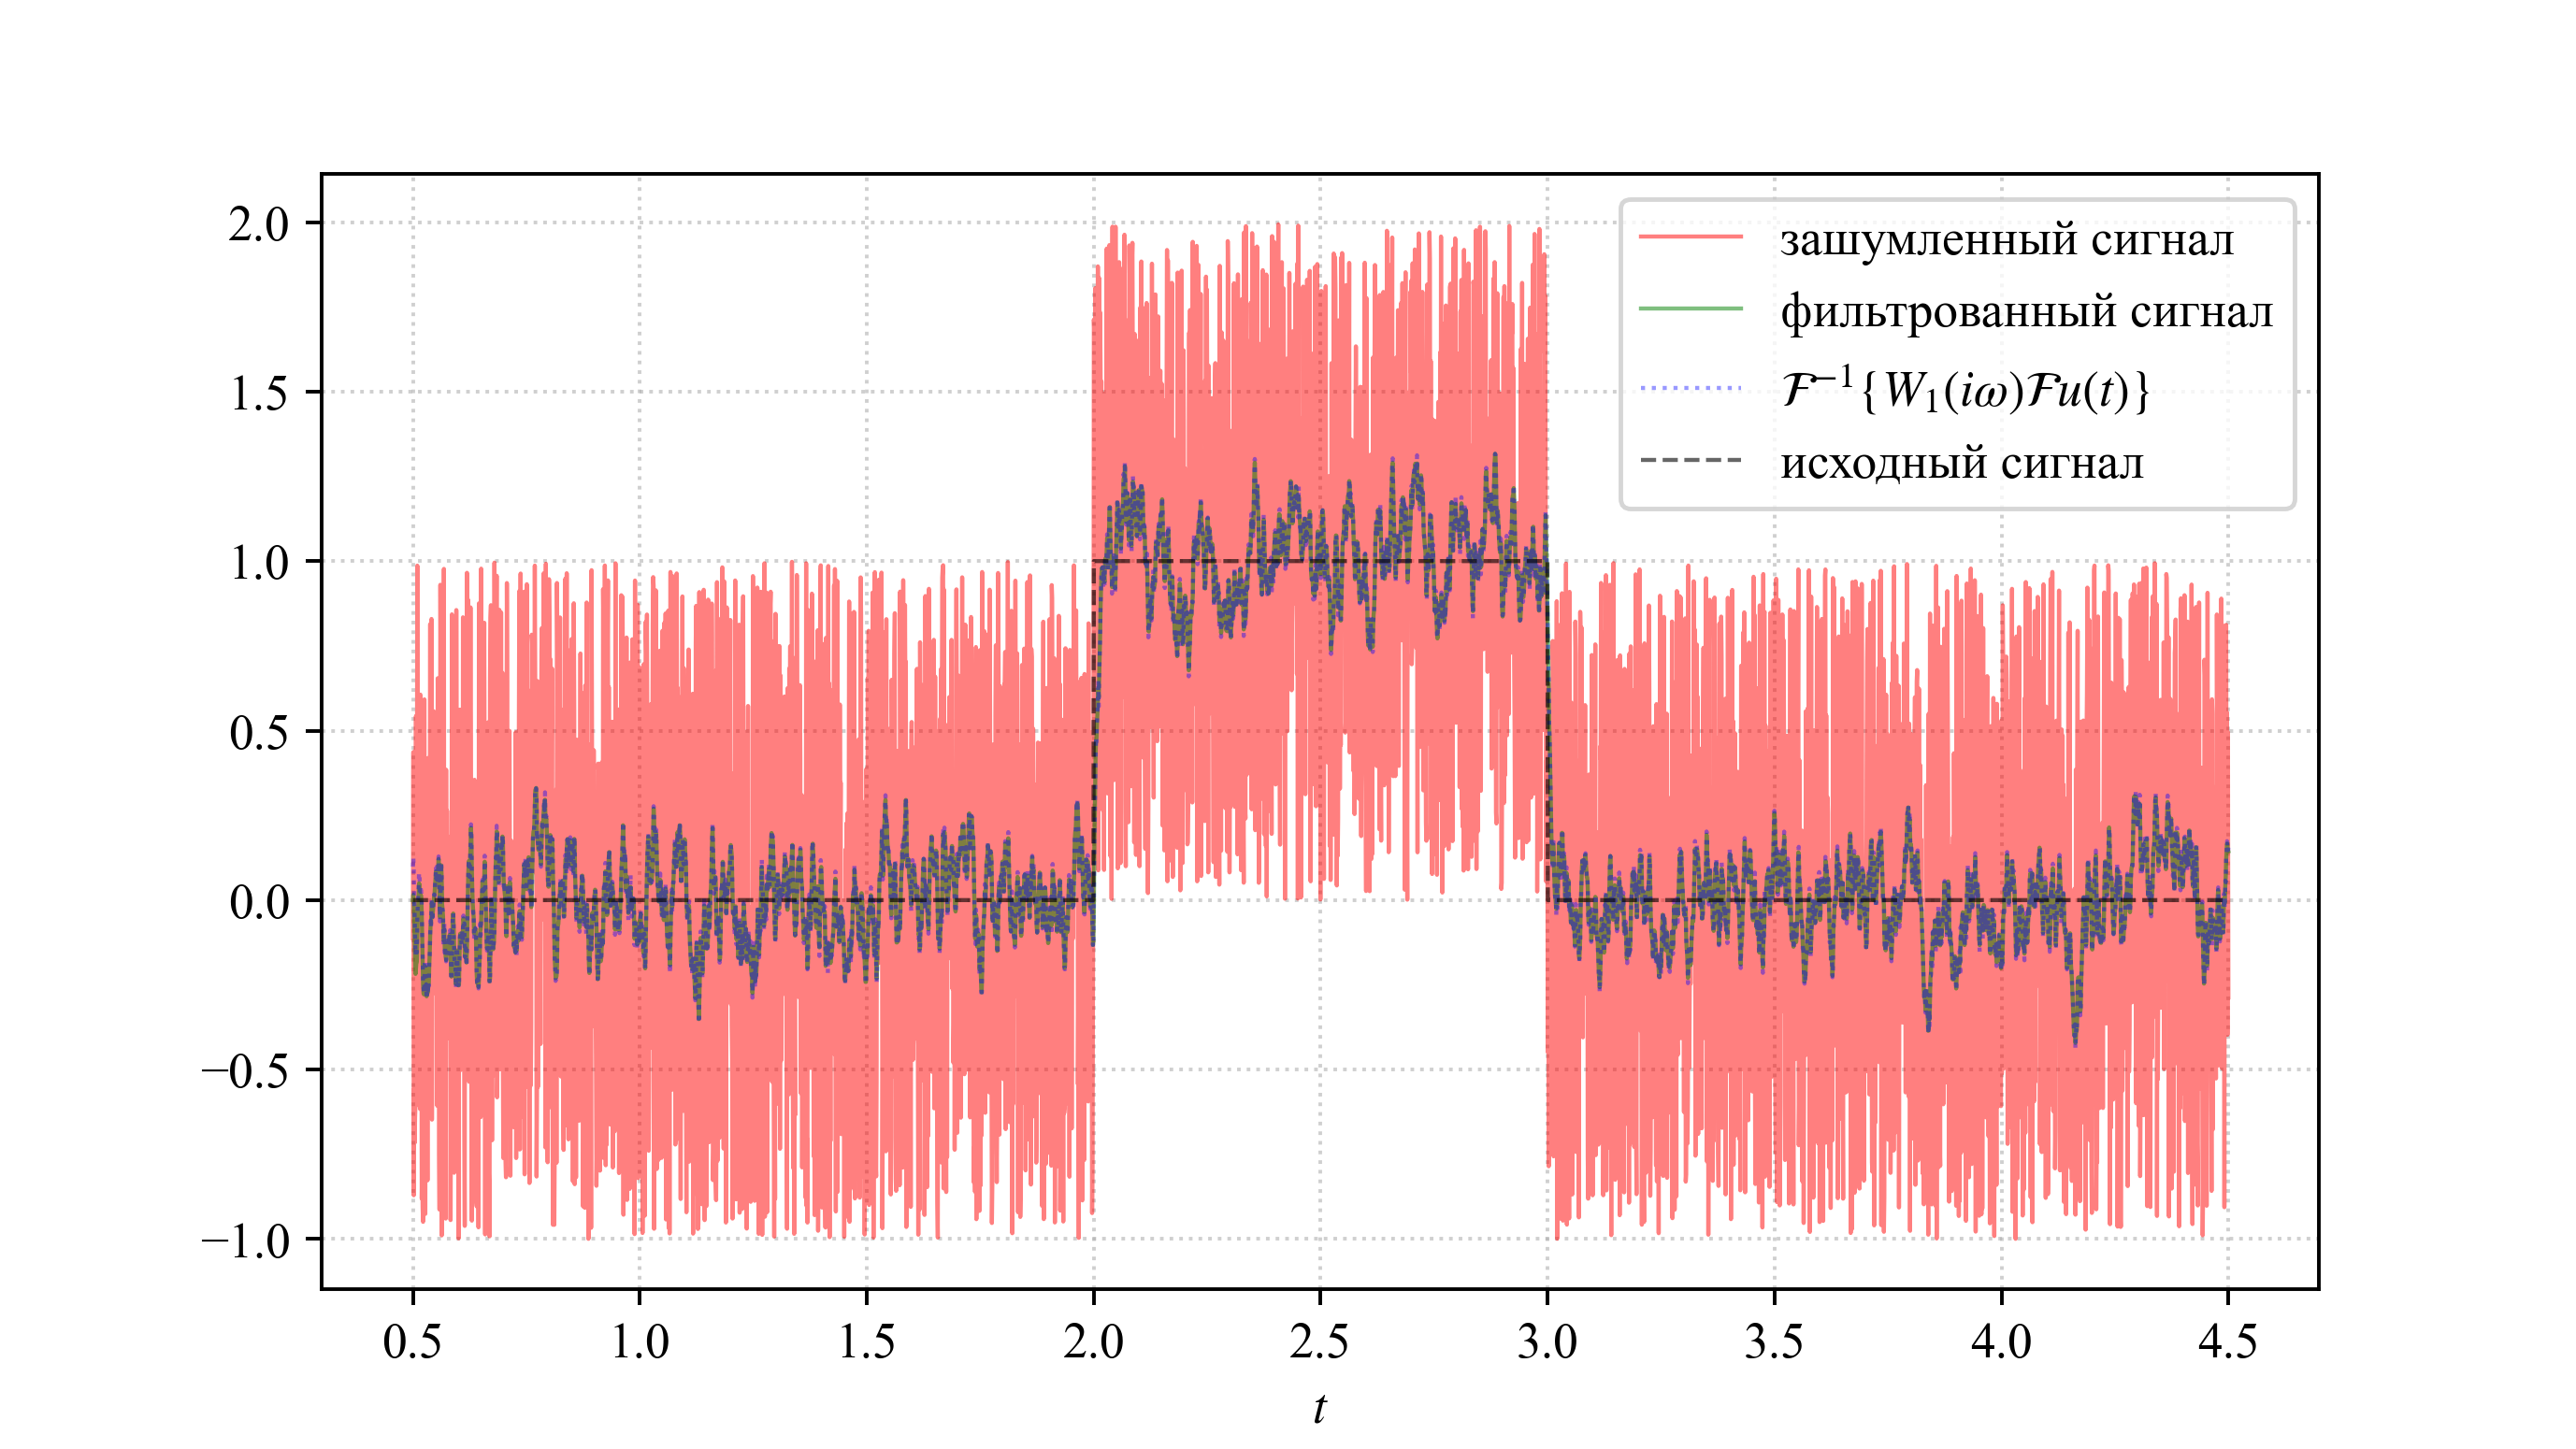 2.0
1.5
1.0
0.5
0.0
−0.5
−1.0
зашумленный сигнал
фильтрованный сигнал
ℱ⁻¹{W₁(iω)ℱu(t)}
исходный сигнал
0.5 1.0 1.5 2.0 2.5 3.0 3.5 4.0 4.5
t